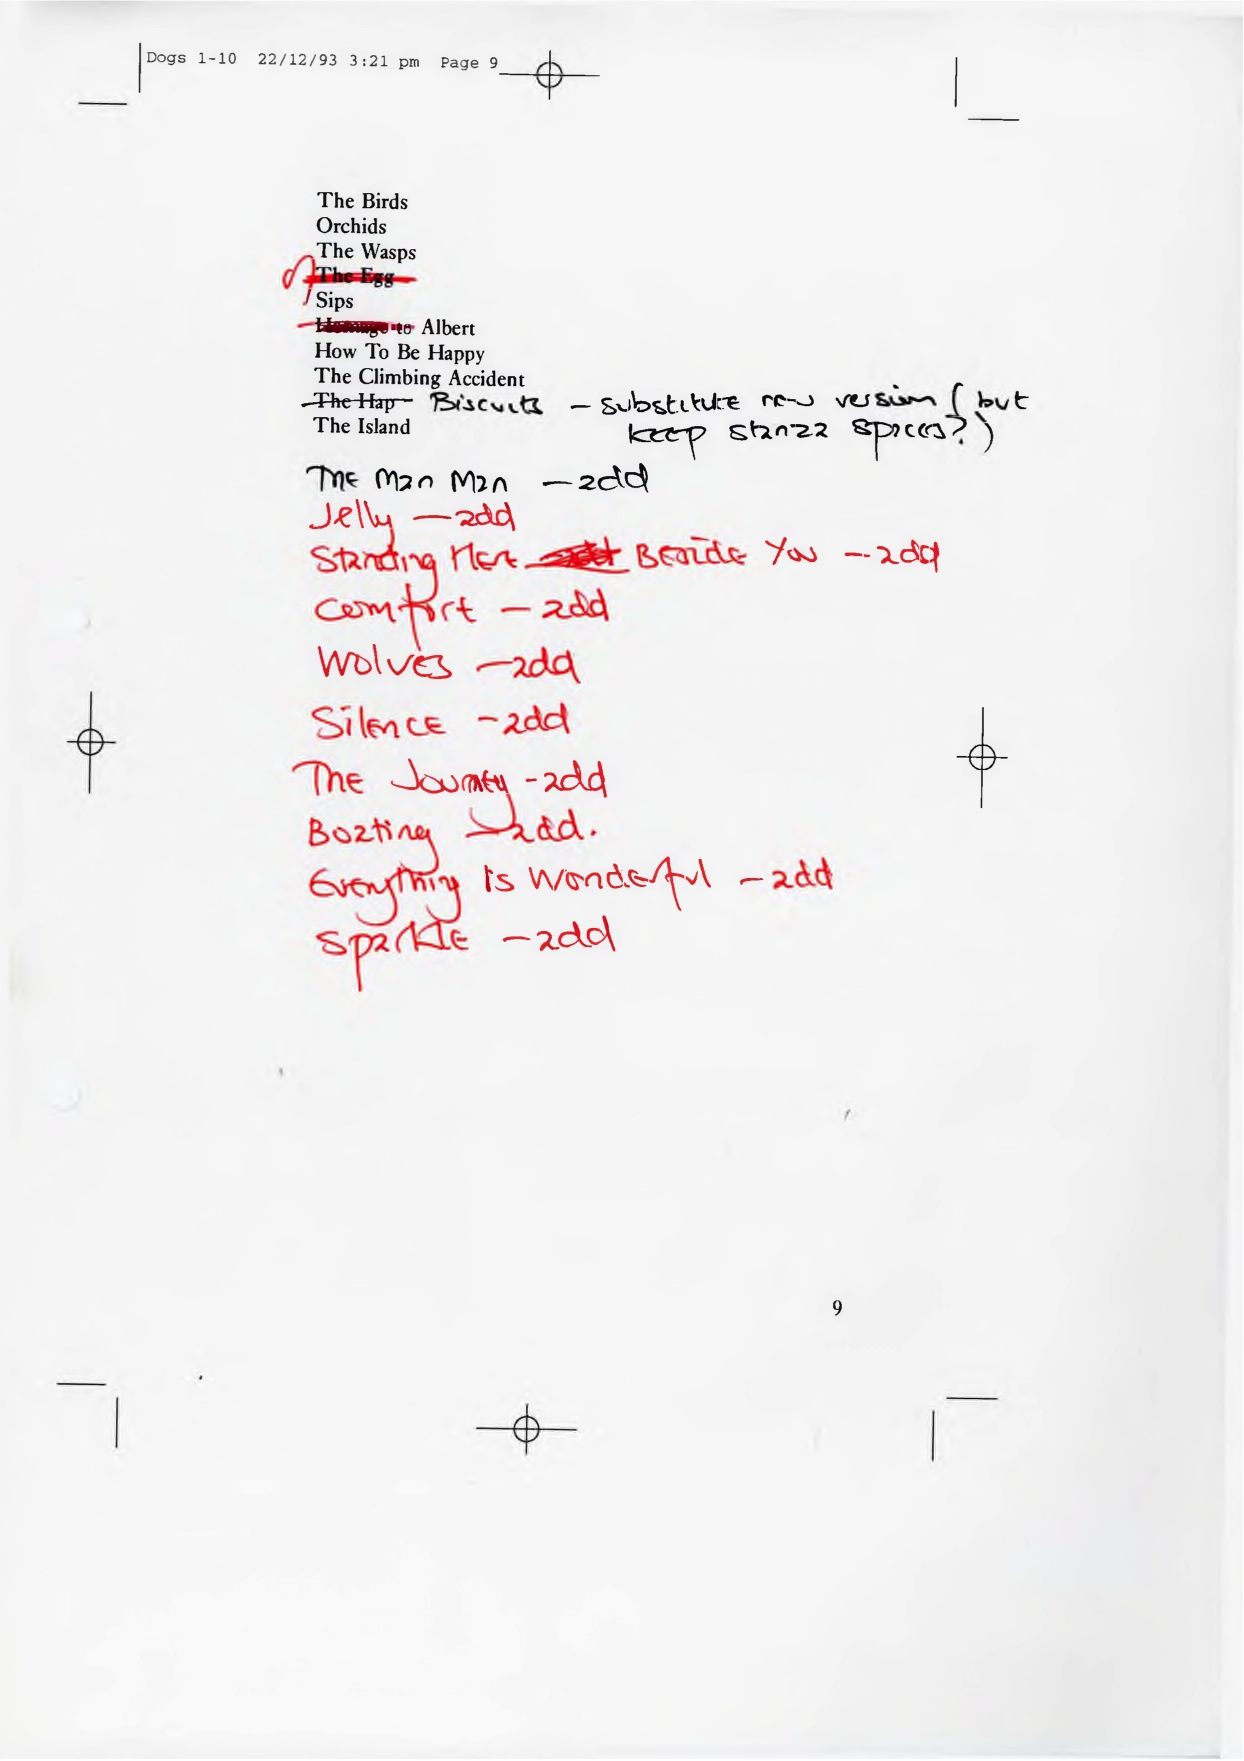 Dogs 1-10 22/12/93 3:21 pm Page 9
The Birds
Orchids
The Wasps
The Egg
Sips
Homage to Albert
How To Be Happy
The Climbing Accident
The Hap Biscuits — substitute new version (but
The Island keep stanza spaces?)
The Man Man — add
Jelly — add
Standing Here Beside You — add
Comfort — add
Wolves — add
Silence — add
The Journey - add
Boating — add.
Everything is Wonderful — add
Sparkle — add
9